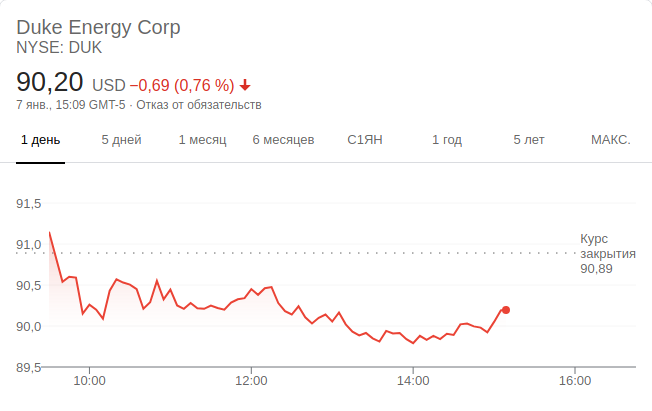 Duke Energy Corp
NYSE: DUK
90,20 USD −0,69 (0,76 %)
7 янв., 15:09 GMT-5 · Отказ от обязательств
1 день 5 дней 1 месяц 6 месяцев С1ЯН 1 год 5 лет МАКС.
91,5
91,0
90,5
90,0
89,5
Курс
закрытия
90,89
10:00 12:00 14:00 16:00